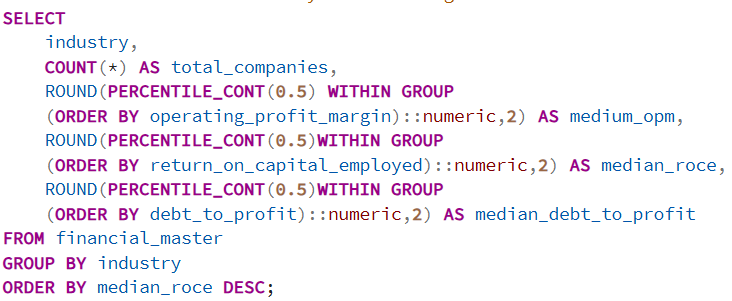 SELECT
industry,
COUNT(*) AS total_companies,
ROUND(PERCENTILE_CONT(0.5) WITHIN GROUP
(ORDER BY operating_profit_margin)::numeric,2) AS medium_opm,
ROUND(PERCENTILE_CONT(0.5)WITHIN GROUP
(ORDER BY return_on_capital_employed)::numeric,2) AS median_roce,
ROUND(PERCENTILE_CONT(0.5)WITHIN GROUP
(ORDER BY debt_to_profit)::numeric,2) AS median_debt_to_profit
FROM financial_master
GROUP BY industry
ORDER BY median_roce DESC;